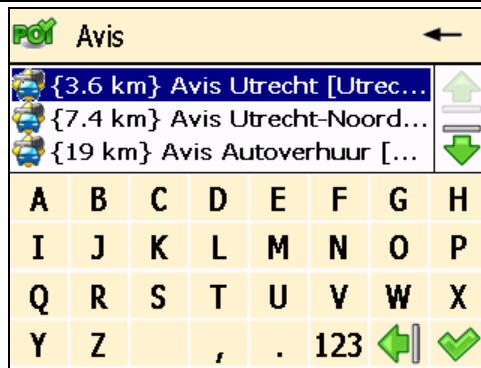 POI Avis
{3.6 km} Avis Utrecht [Utrec...
{7.4 km} Avis Utrecht-Noord...
{19 km} Avis Autoverhuur [...
A B C D E F G H
I J K L M N O P
Q R S T U V W X
Y Z , . 123